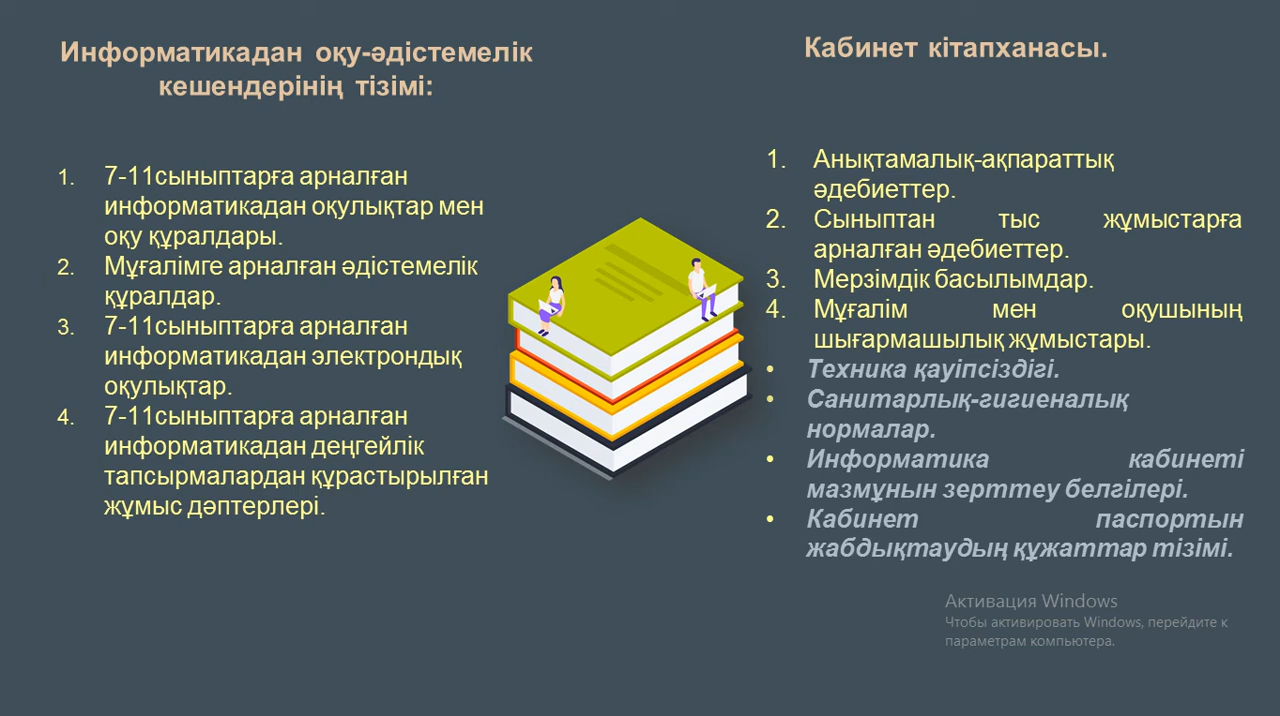 Информатикадан оқу-әдістемелік
кешендерінің тізімі:
1. 7-11сыныптарға арналған
информатикадан оқулықтар мен
оқу құралдары.
2. Мұғалімге арналған әдістемелік
құралдар.
3. 7-11сыныптарға арналған
информатикадан электрондық
оқулықтар.
4. 7-11сыныптарға арналған
информатикадан деңгейлік
тапсырмалардан құрастырылған
жұмыс дәптерлері.
Кабинет кітапханасы.
1. Анықтамалық-ақпараттық
әдебиеттер.
2. Сыныптан тыс жұмыстарға
арналған әдебиеттер.
3. Мерзімдік басылымдар.
4. Мұғалім мен оқушының
шығармашылық жұмыстары.
• Техника қауіпсіздігі.
• Санитарлық-гигиеналық
нормалар.
• Информатика кабинеті
мазмұнын зерттеу белгілері.
• Кабинет паспортын
жабдықтаудың құжаттар тізімі.
Активация Windows
Чтобы активировать Windows, перейдите к
параметрам компьютера.